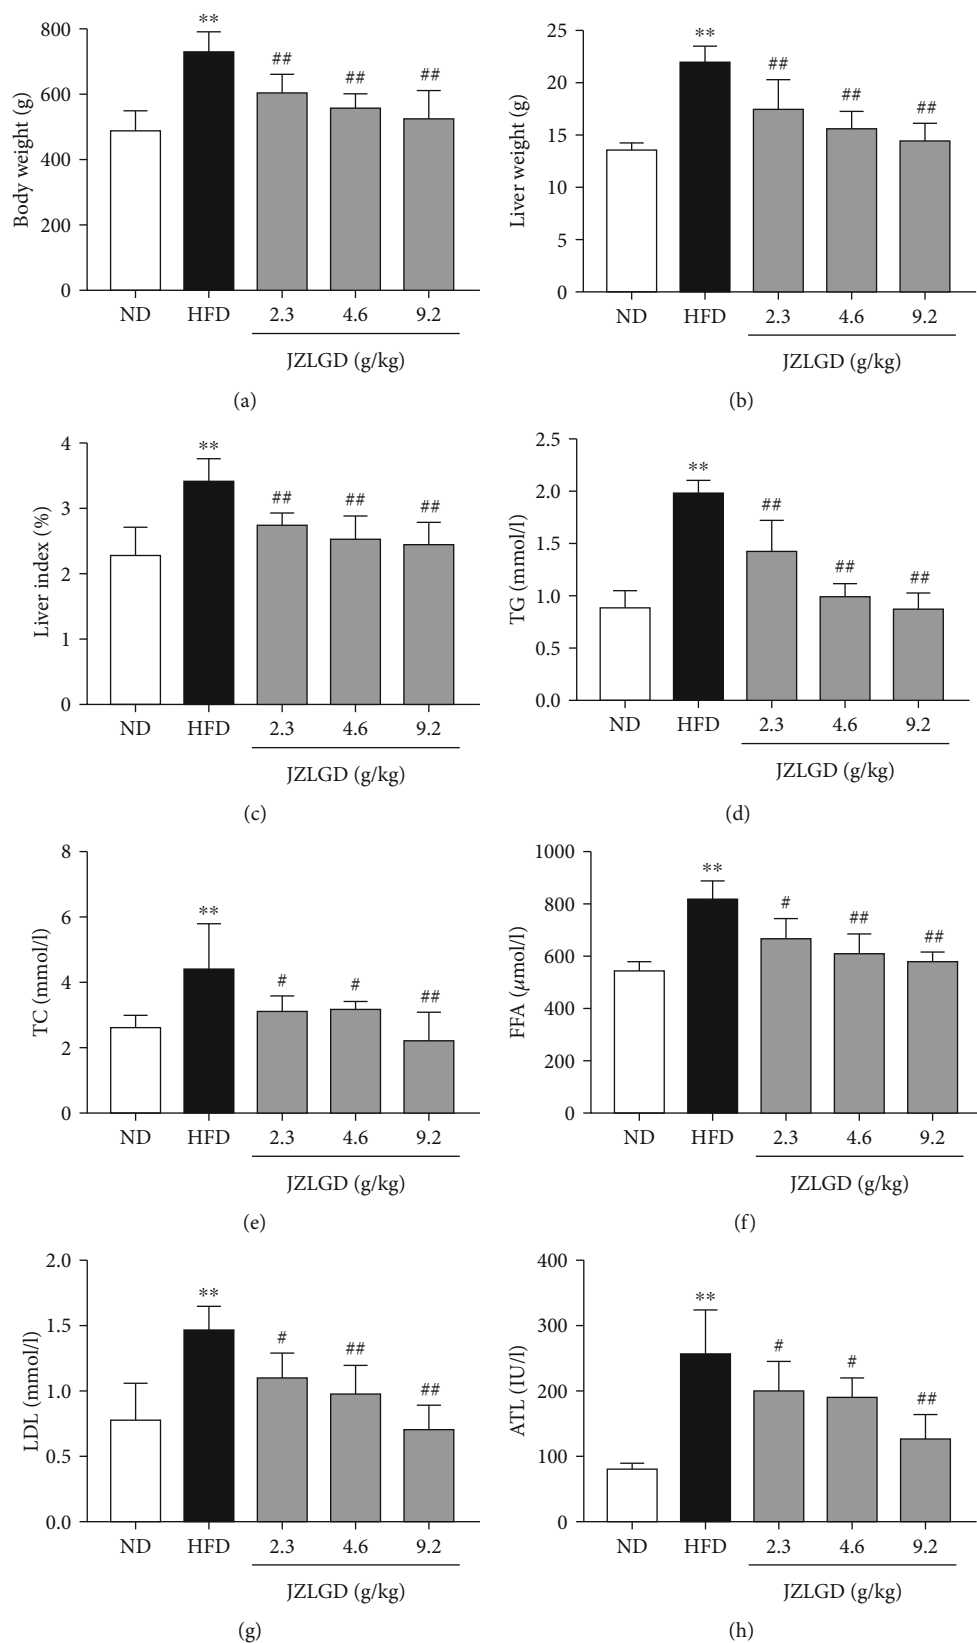 Body weight (g)
800
600
400
200
0
**
##
##
##
ND
HFD
2.3
4.6
9.2
JZLGD (g/kg)
(a)
Liver weight (g)
25
20
15
10
5
0
**
##
##
##
ND
HFD
2.3
4.6
9.2
JZLGD (g/kg)
(b)
Liver index (%)
4
3
2
1
0
**
##
##
##
ND
HFD
2.3
4.6
9.2
JZLGD (g/kg)
(c)
TG (mmol/l)
2.5
2.0
1.5
1.0
0.5
0.0
**
##
##
##
ND
HFD
2.3
4.6
9.2
JZLGD (g/kg)
(d)
TC (mmol/l)
8
6
4
2
0
**
#
#
##
ND
HFD
2.3
4.6
9.2
JZLGD (g/kg)
(e)
FFA (µmol/l)
1000
800
600
400
200
0
**
#
##
##
ND
HFD
2.3
4.6
9.2
JZLGD (g/kg)
(f)
LDL (mmol/l)
2.0
1.5
1.0
0.5
0.0
**
#
##
##
ND
HFD
2.3
4.6
9.2
JZLGD (g/kg)
(g)
ATL (IU/l)
400
300
200
100
0
**
#
#
##
ND
HFD
2.3
4.6
9.2
JZLGD (g/kg)
(h)